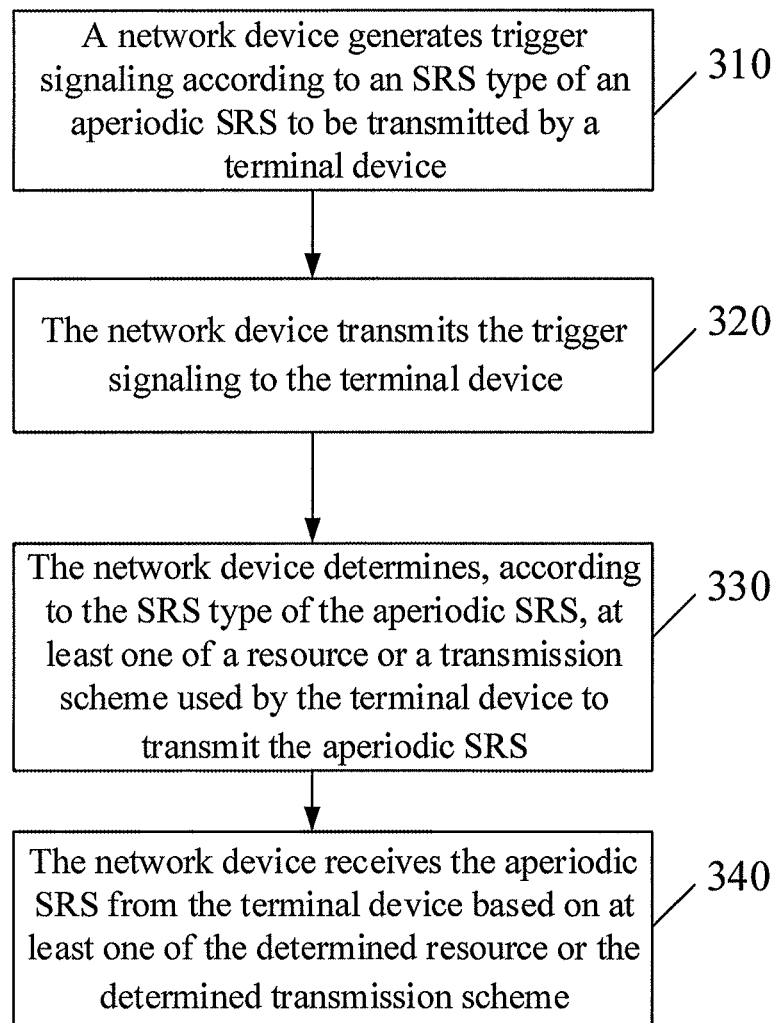 A network device generates trigger
signaling according to an SRS type of an
aperiodic SRS to be transmitted by a
terminal device
310
The network device transmits the trigger
signaling to the terminal device
320
The network device determines, according
to the SRS type of the aperiodic SRS, at
least one of a resource or a transmission
scheme used by the terminal device to
transmit the aperiodic SRS
330
The network device receives the aperiodic
SRS from the terminal device based on at
least one of the determined resource or the
determined transmission scheme
340